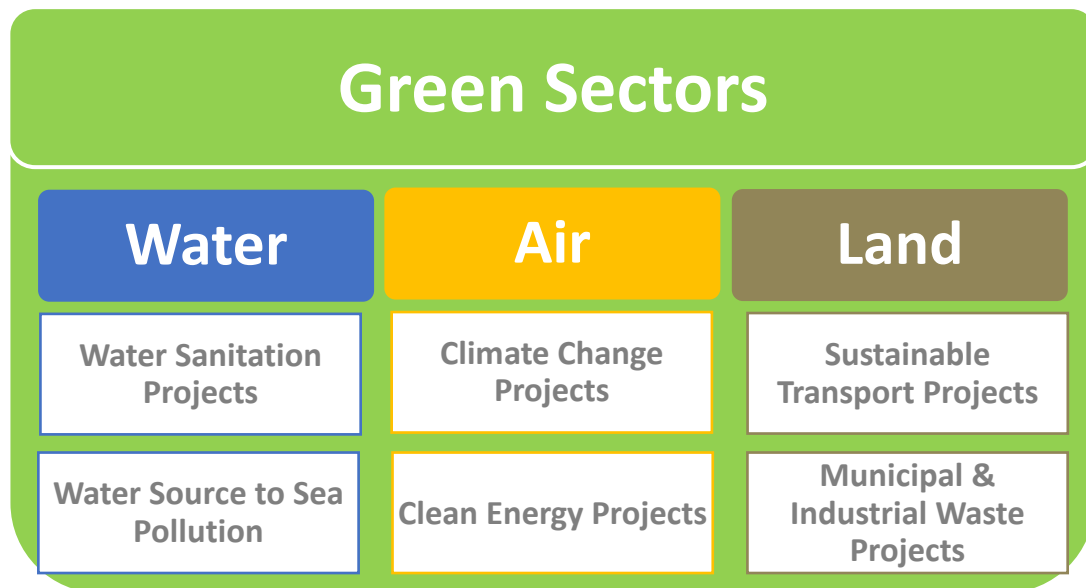 Green Sectors
Water
Air
Land
Water Sanitation
Projects
Climate Change
Projects
Sustainable
Transport Projects
Water Source to Sea
Pollution
Clean Energy Projects
Municipal &
Industrial Waste
Projects